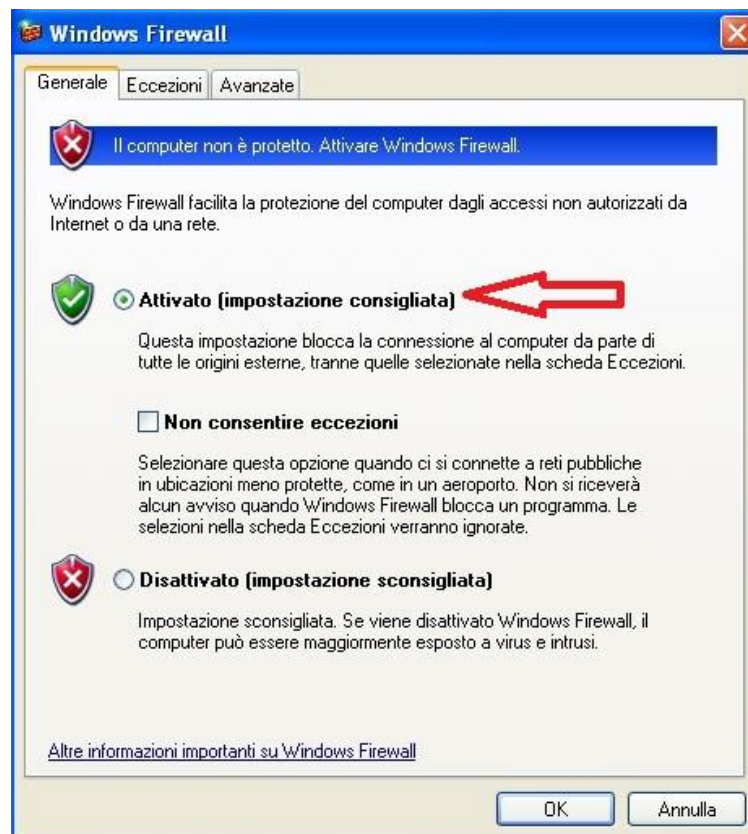 Windows Firewall
Generale Eccezioni Avanzate
Il computer non è protetto. Attivare Windows Firewall.
Windows Firewall facilita la protezione del computer dagli accessi non autorizzati da
Internet o da una rete.
Attivato (impostazione consigliata)
Questa impostazione blocca la connessione al computer da parte di
tutte le origini esterne, tranne quelle selezionate nella scheda Eccezioni.
Non consentire eccezioni
Selezionare questa opzione quando ci si connette a reti pubbliche
in ubicazioni meno protette, come in un aeroporto. Non si riceverà
alcun avviso quando Windows Firewall blocca un programma. Le
selezioni nella scheda Eccezioni verranno ignorate.
Disattivato (impostazione sconsigliata)
Impostazione sconsigliata. Se viene disattivato Windows Firewall, il
computer può essere maggiormente esposto a virus e intrusi.
Altre informazioni importanti su Windows Firewall
OK Annulla